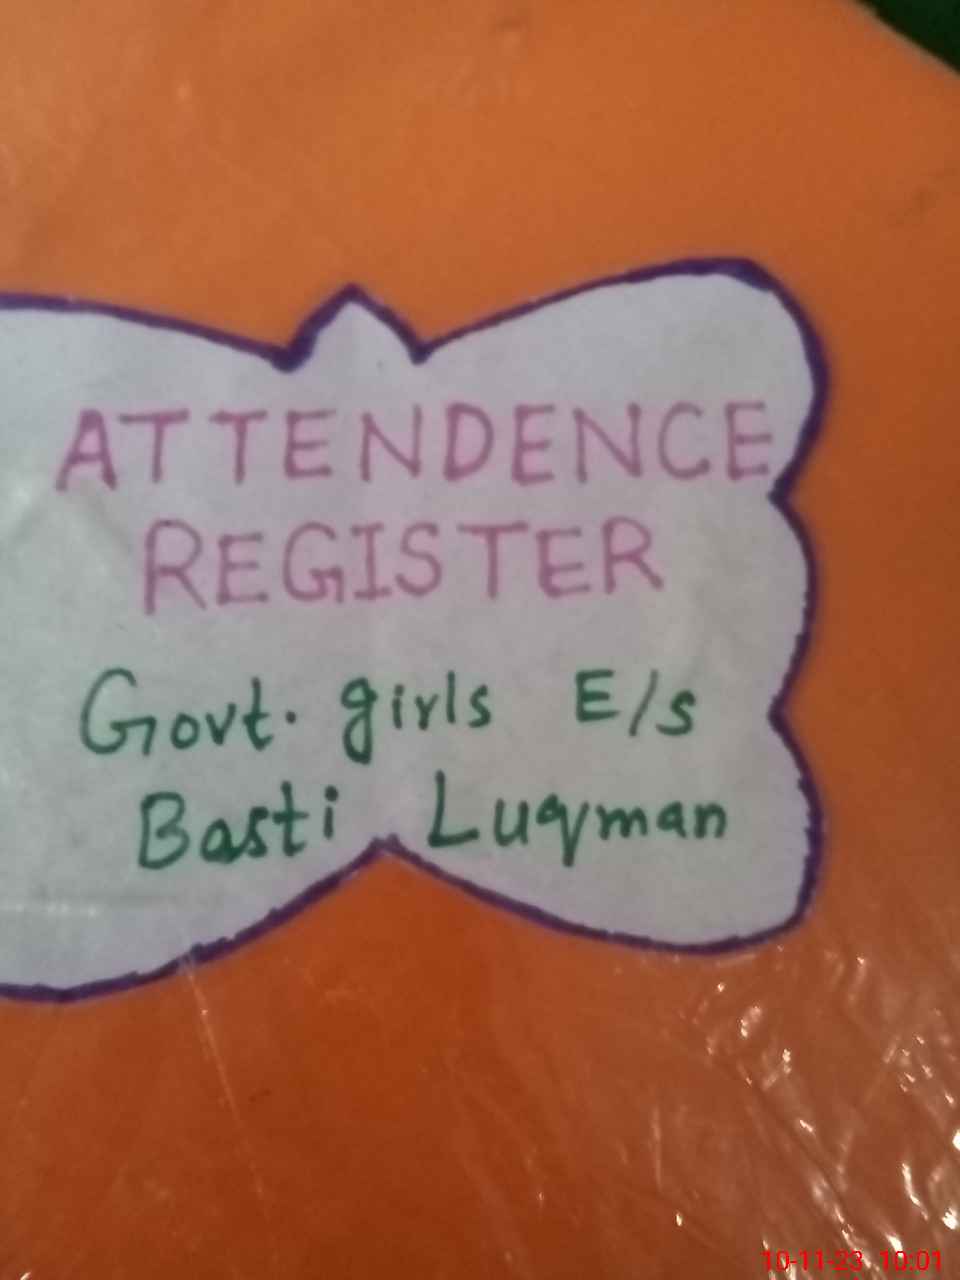 ATTENDENCE
REGISTER
Govt. girls E/s
Basti Luqman
10-11-23 10:01